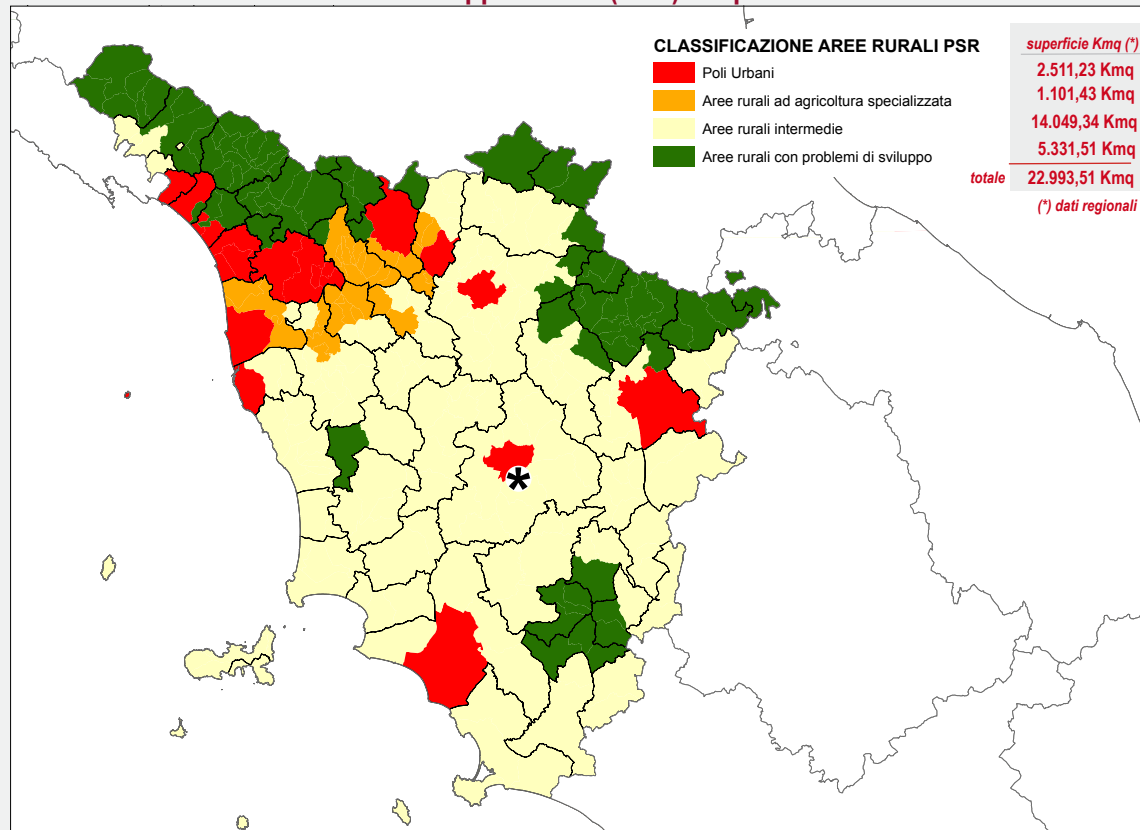 CLASSIFICAZIONE AREE RURALI PSR
superficie Kmq (*)
Poli Urbani
2.511,23 Kmq
Aree rurali ad agricoltura specializzata
1.101,43 Kmq
Aree rurali intermedie
14.049,34 Kmq
Aree rurali con problemi di sviluppo
5.331,51 Kmq
totale 22.993,51 Kmq
(*) dati regionali
*